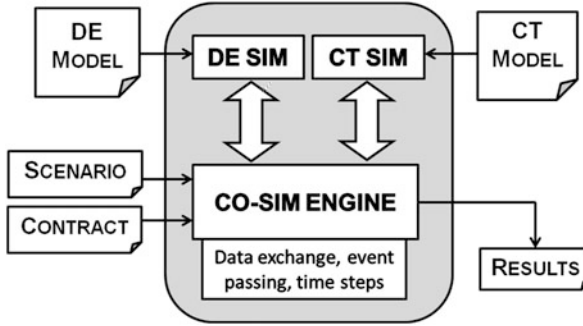 DE
MODEL
DE SIM
CT SIM
CT
MODEL
SCENARIO
CONTRACT
CO-SIM ENGINE
Data exchange, event
passing, time steps
RESULTS